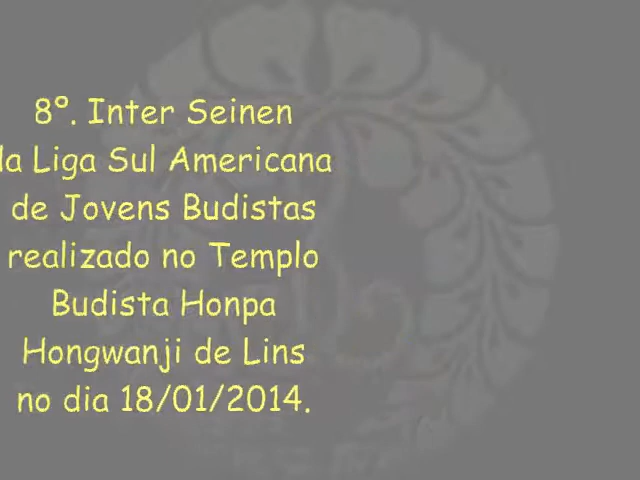 8º. Inter Seinen
la Liga Sul Americana
de Jovens Budistas
realizado no Templo
Budista Honpa
Hongwanji de Lins
no dia 18/01/2014.